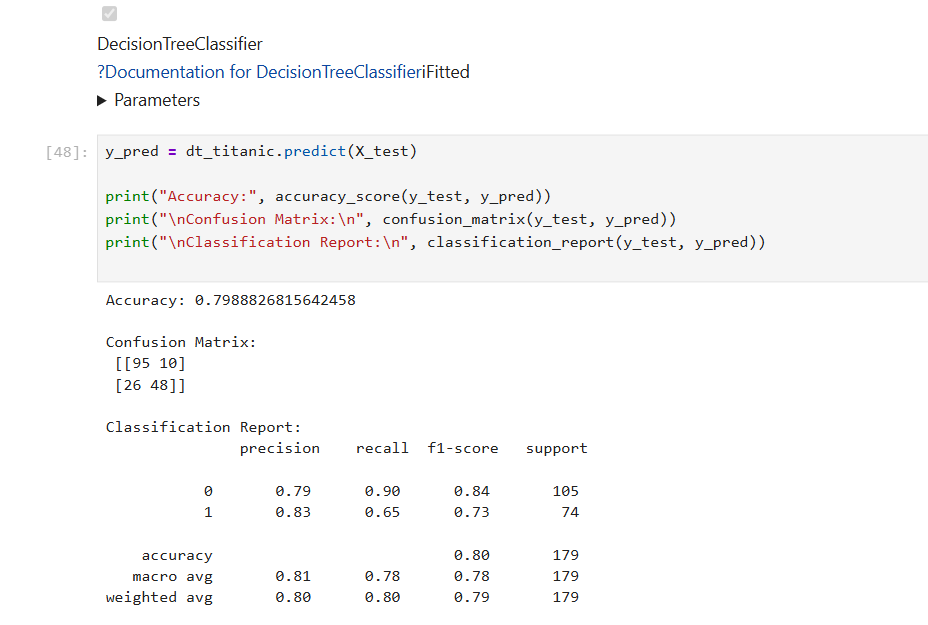 DecisionTreeClassifier
?Documentation for DecisionTreeClassifieriFitted
▶ Parameters
[48]: y_pred = dt_titanic.predict(X_test)
print("Accuracy:", accuracy_score(y_test, y_pred))
print("\nConfusion Matrix:\n", confusion_matrix(y_test, y_pred))
print("\nClassification Report:\n", classification_report(y_test, y_pred))
Accuracy: 0.7988826815642458
Confusion Matrix:
[[95 10]
[26 48]]
Classification Report:
precision recall f1-score support
0 0.79 0.90 0.84 105
1 0.83 0.65 0.73 74
accuracy 0.80 179
macro avg 0.81 0.78 0.78 179
weighted avg 0.80 0.80 0.79 179